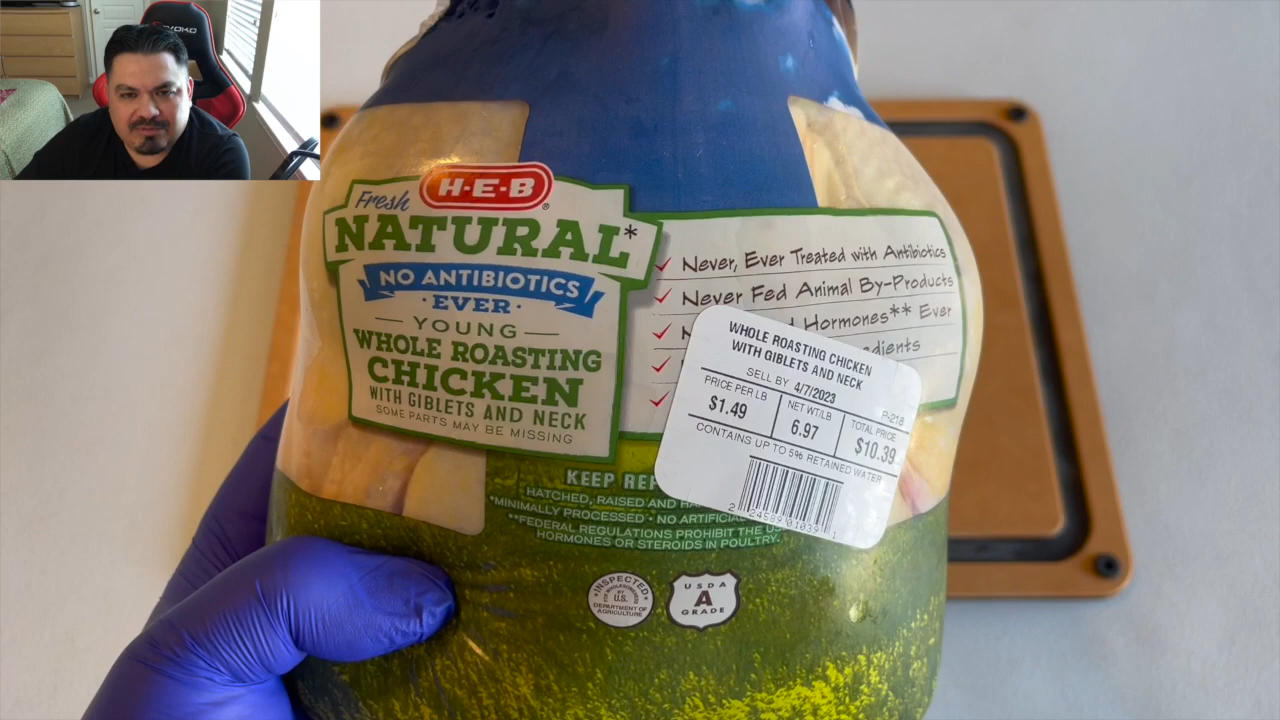 H-E-B
Fresh
NATURAL*
NO ANTIBIOTICS
·EVER·
YOUNG
WHOLE ROASTING
CHICKEN
WITH GIBLETS AND NECK
SOME PARTS MAY BE MISSING
Never, Ever Treated with Antibiotics
Never Fed Animal By-Products
Hormones** Ever
WHOLE ROASTING CHICKEN
WITH GIBLETS AND NECK
SELL BY 4/7/2023
P-218
PRICE PER LB NET WT/LB TOTAL PRICE
$1.49 6.97 $10.39
CONTAINS UP TO 5% RETAINED WATER
KEEP
HATCHED, RAISED AND
*MINIMALLY PROCESSED · NO
**FEDERAL REGULATIONS PROHIBIT THE
HORMONES OR STEROIDS IN POULTRY.
INSPECTED
FOR WHOLESOMENESS
BY
U.S.
DEPARTMENT OF
AGRICULTURE
USDA
A
GRADE